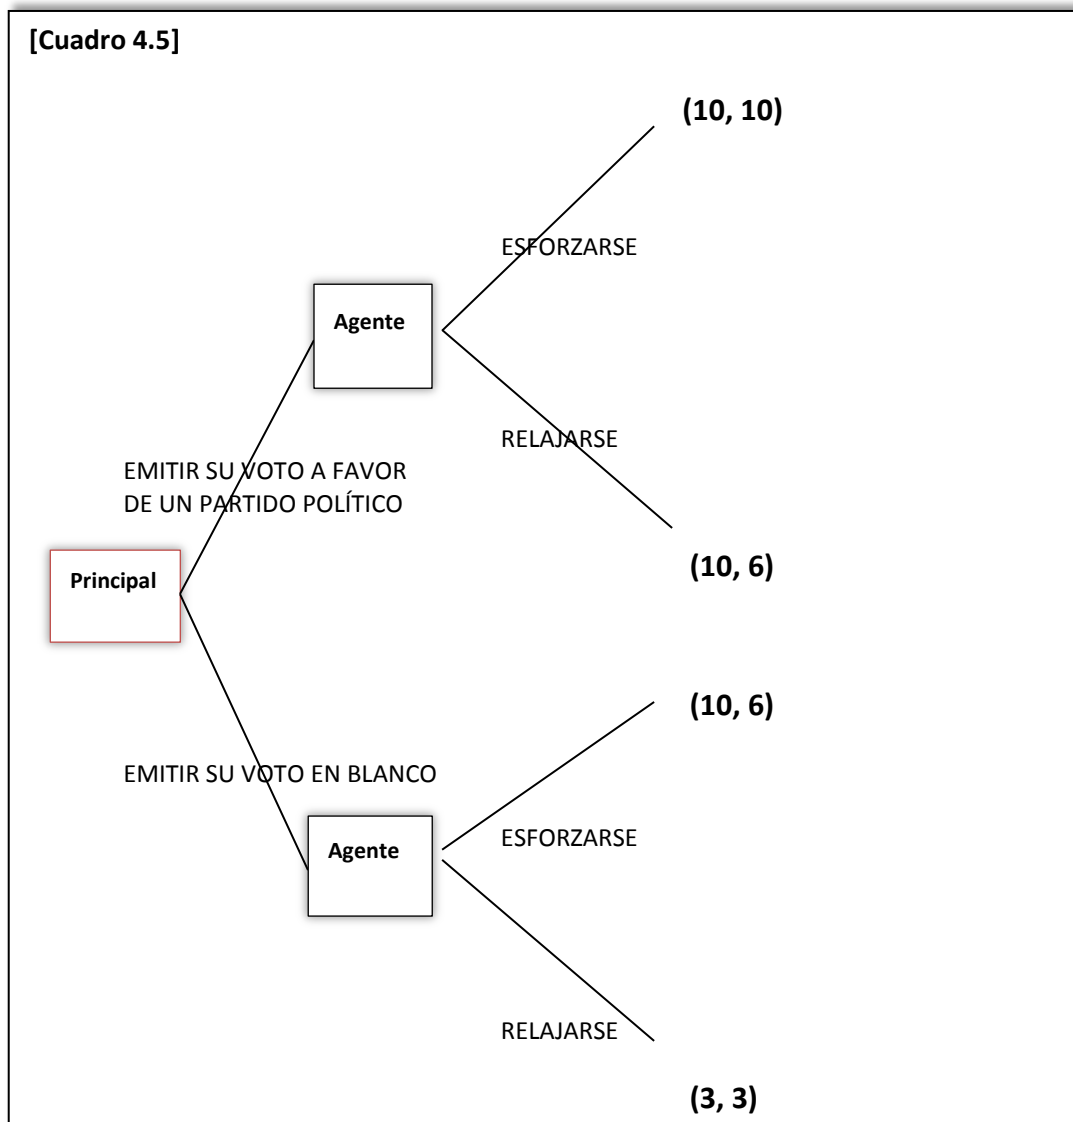 [Cuadro 4.5]
(10, 10)
ESFORZARSE
Agente
RELAJARSE
EMITIR SU VOTO A FAVOR
DE UN PARTIDO POLÍTICO
(10, 6)
Principal
(10, 6)
EMITIR SU VOTO EN BLANCO
ESFORZARSE
Agente
RELAJARSE
(3, 3)